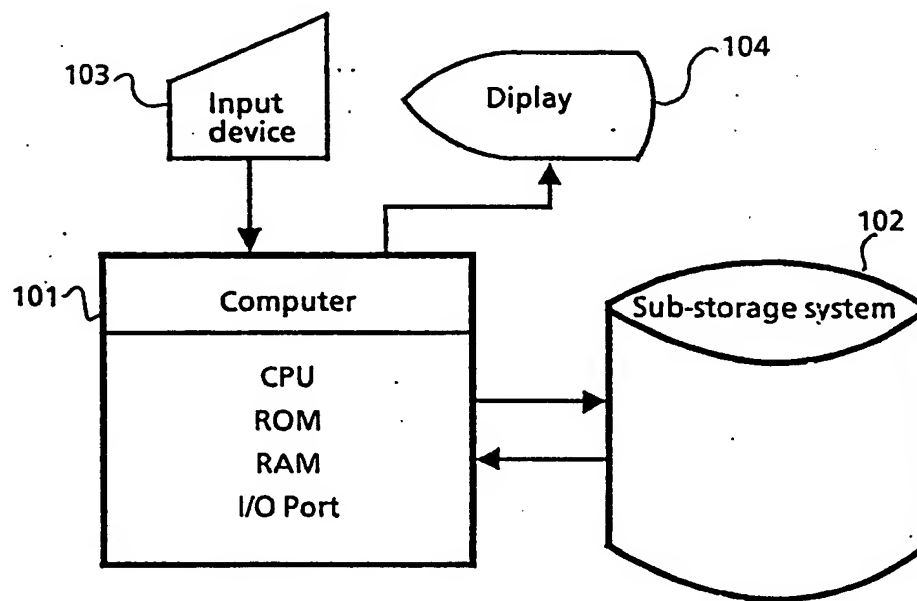 103
Input
device
Diplay
104
102
101
Computer
Sub-storage system
CPU
ROM
RAM
I/O Port